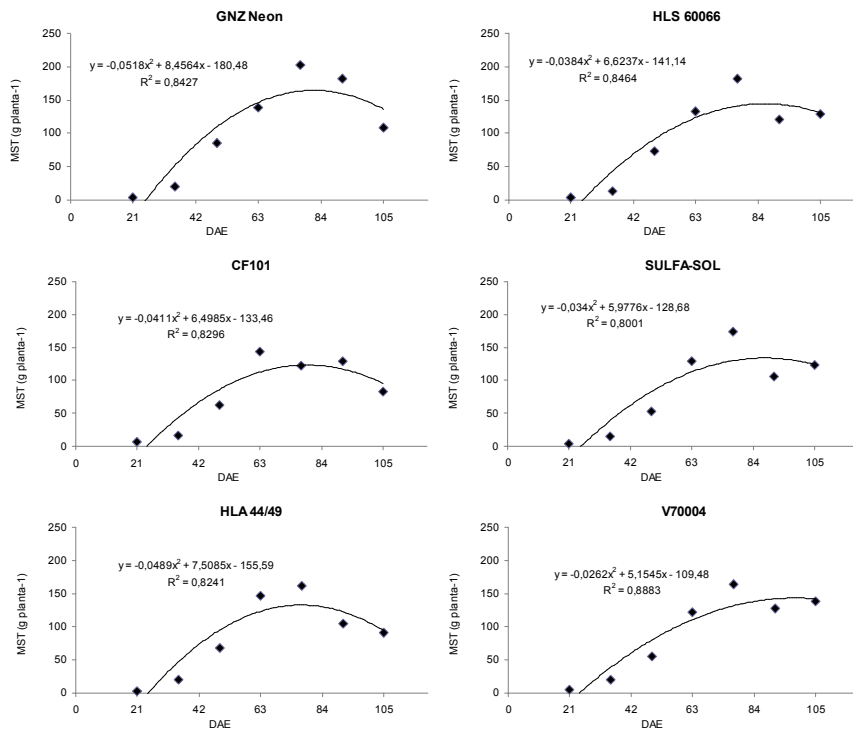 GNZ Neon
y = -0,0518x² + 8,4564x - 180,48
R² = 0,8427
MST (g planta-1)
250
200
150
100
50
0
0 21 42 63 84 105
DAE
HLS 60066
y = -0,0384x² + 6,6237x - 141,14
R² = 0,8464
MST (g planta-1)
250
200
150
100
50
0
0 21 42 63 84 105
DAE
CF101
y = -0,0411x² + 6,4985x - 133,46
R² = 0,8296
MST (g planta-1)
250
200
150
100
50
0
0 21 42 63 84 105
DAE
SULFA-SOL
y = -0,034x² + 5,9776x - 128,68
R² = 0,8001
MST (g planta-1)
250
200
150
100
50
0
0 21 42 63 84 105
DAE
HLA 44/49
y = -0,0489x² + 7,5085x - 155,59
R² = 0,8241
MST (g planta-1)
250
200
150
100
50
0
0 21 42 63 84 105
DAE
V70004
y = -0,0262x² + 5,1545x - 109,48
R² = 0,8883
MST (g planta-1)
250
200
150
100
50
0
0 21 42 63 84 105
DAE